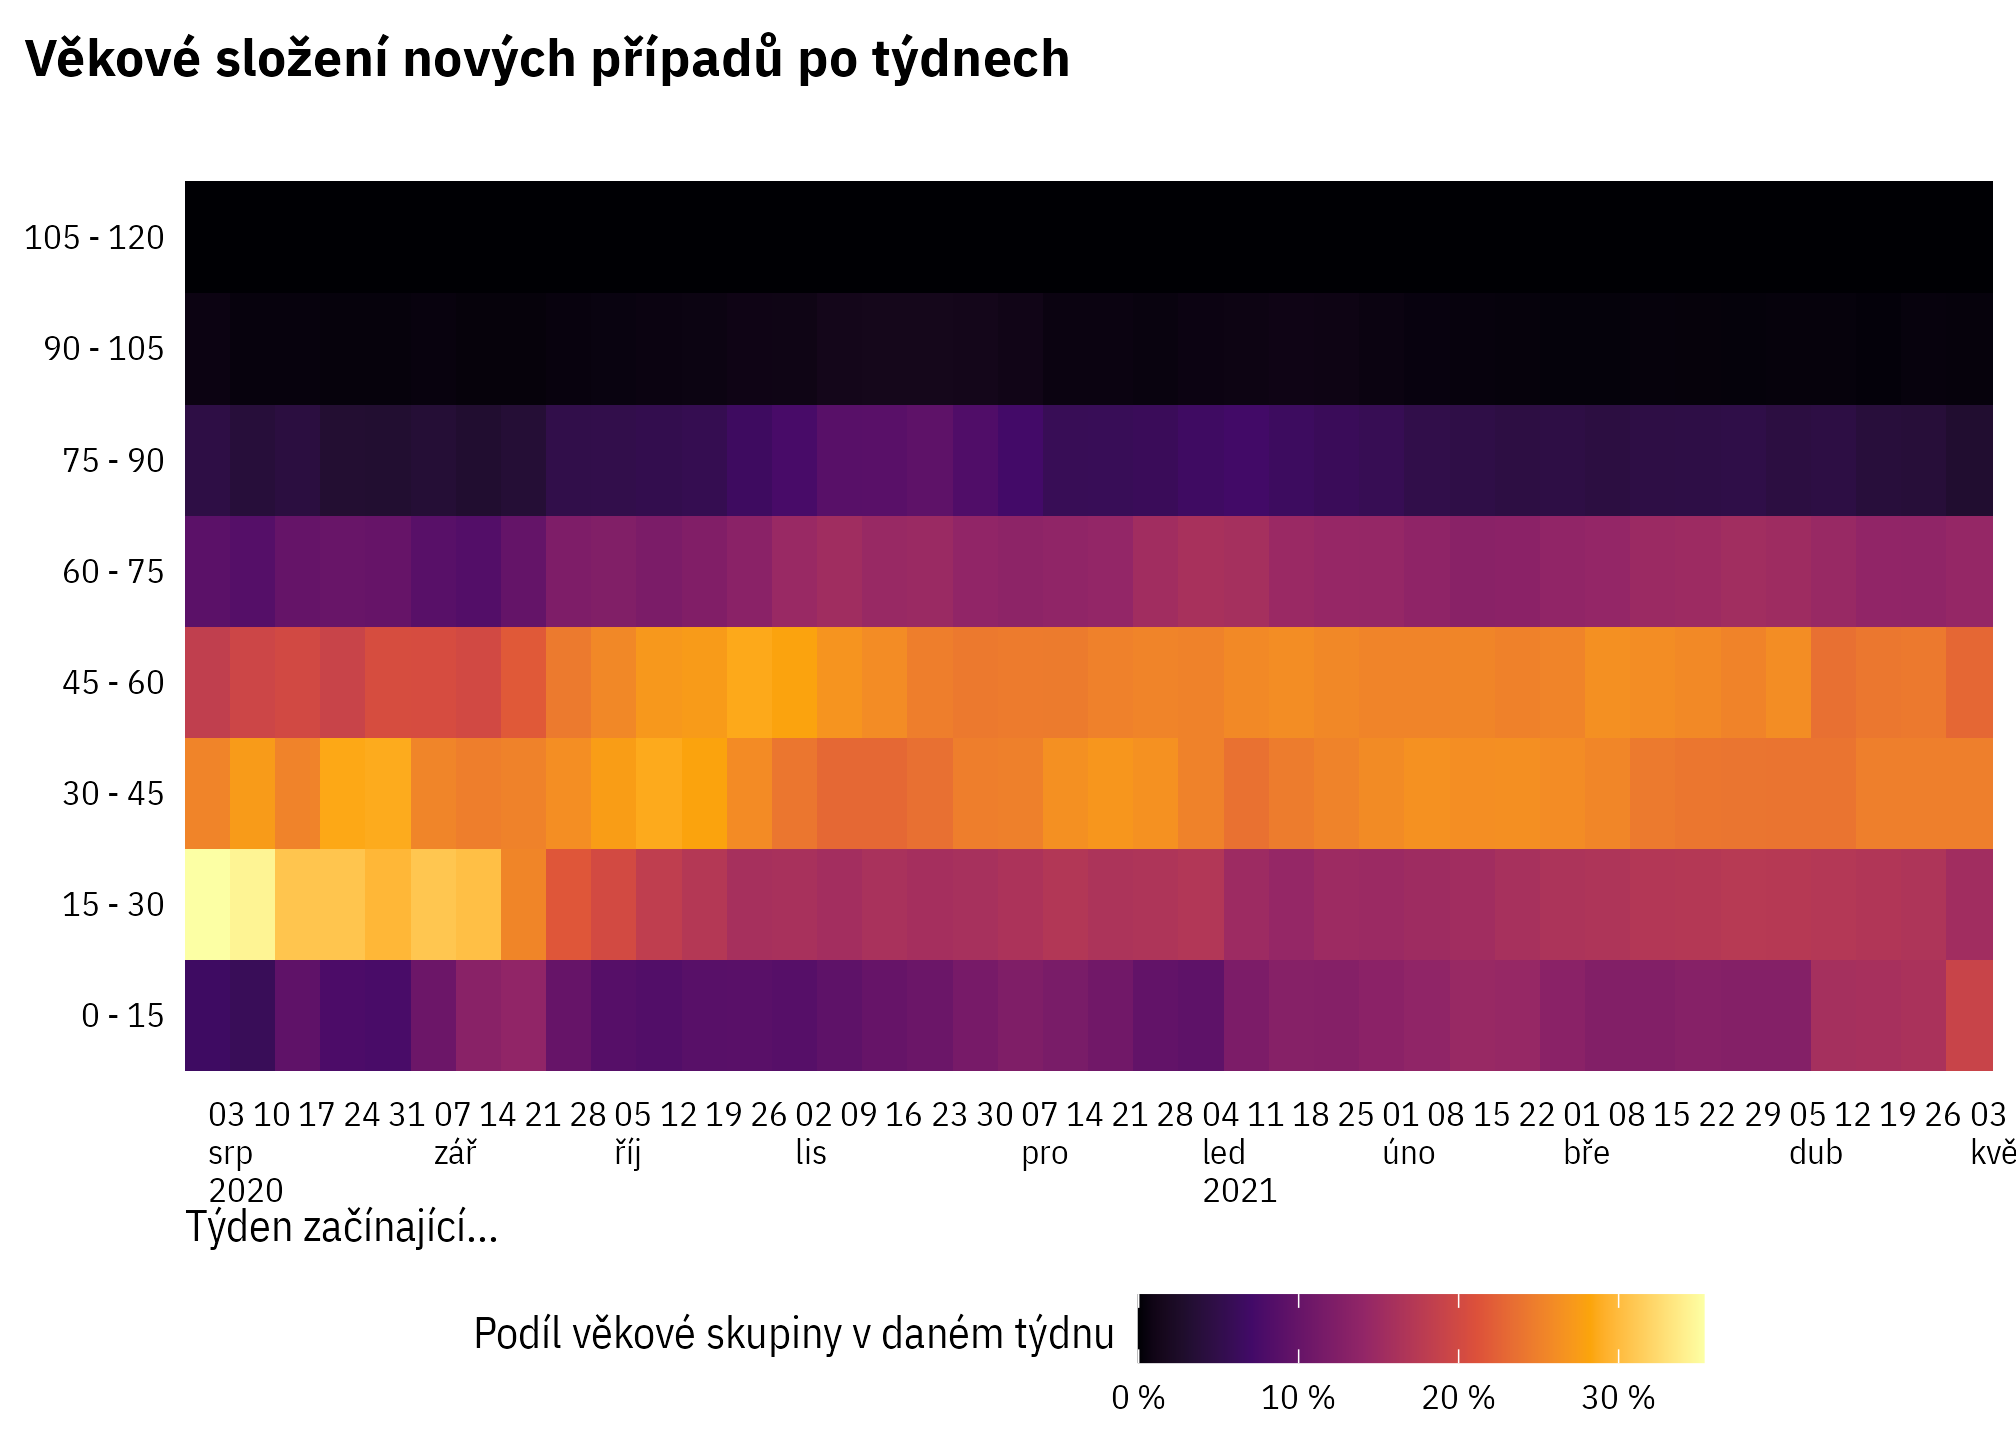 Věkové složení nových případů po týdnech
105 - 120
90 - 105
75 - 90
60 - 75
45 - 60
30 - 45
15 - 30
0 - 15
03 10 17 24 31 07 14 21 28 05 12 19 26 02 09 16 23 30 07 14 21 28 04 11 18 25 01 08 15 22 01 08 15 22 29 05 12 19 26 03
srp zář říj lis pro led úno bře dub kvě
2020 2021
Týden začínající...
Podíl věkové skupiny v daném týdnu
0 % 10 % 20 % 30 %